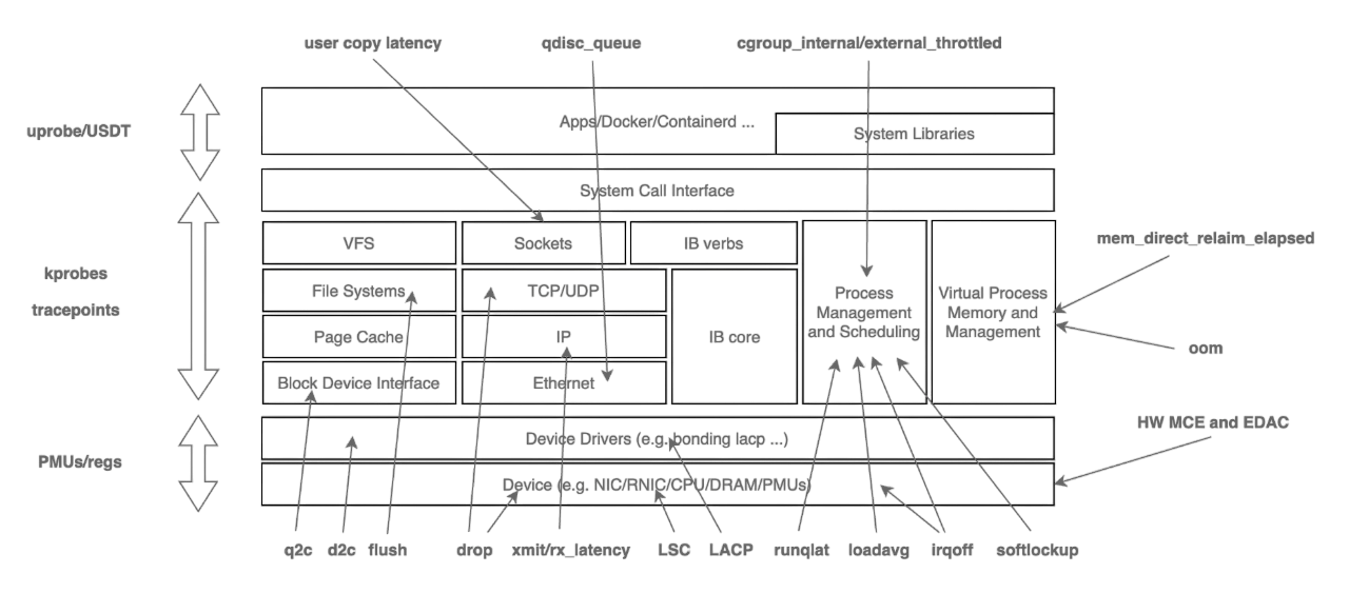 user copy latency
qdisc_queue
cgroup_internal/external_throttled
uprobe/USDT
Apps/Docker/Containerd ...
System Libraries
System Call Interface
VFS
Sockets
IB verbs
mem_direct_relaim_elapsed
kprobes
tracepoints
File Systems
TCP/UDP
Process
Management
and Scheduling
Virtual Process
Memory and
Management
Page Cache
IP
IB core
oom
Block Device Interface
Ethernet
HW MCE and EDAC
Device Drivers (e.g. bonding lacp ...)
PMUs/regs
Device (e.g. NIC/RNIC/CPU/DRAM/PMUs)
q2c
d2c
flush
drop
xmit/rx_latency
LSC
LACP
runqlat
loadavg
irqoff
softlockup